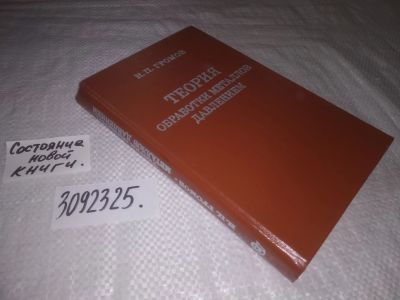 Н.П. ГРОМОВ
ТЕОРИЯ
ОБРАБОТКИ МЕТАЛЛОВ
ДАВЛЕНИЕМ
Состояние
новой
книги.
3092325.